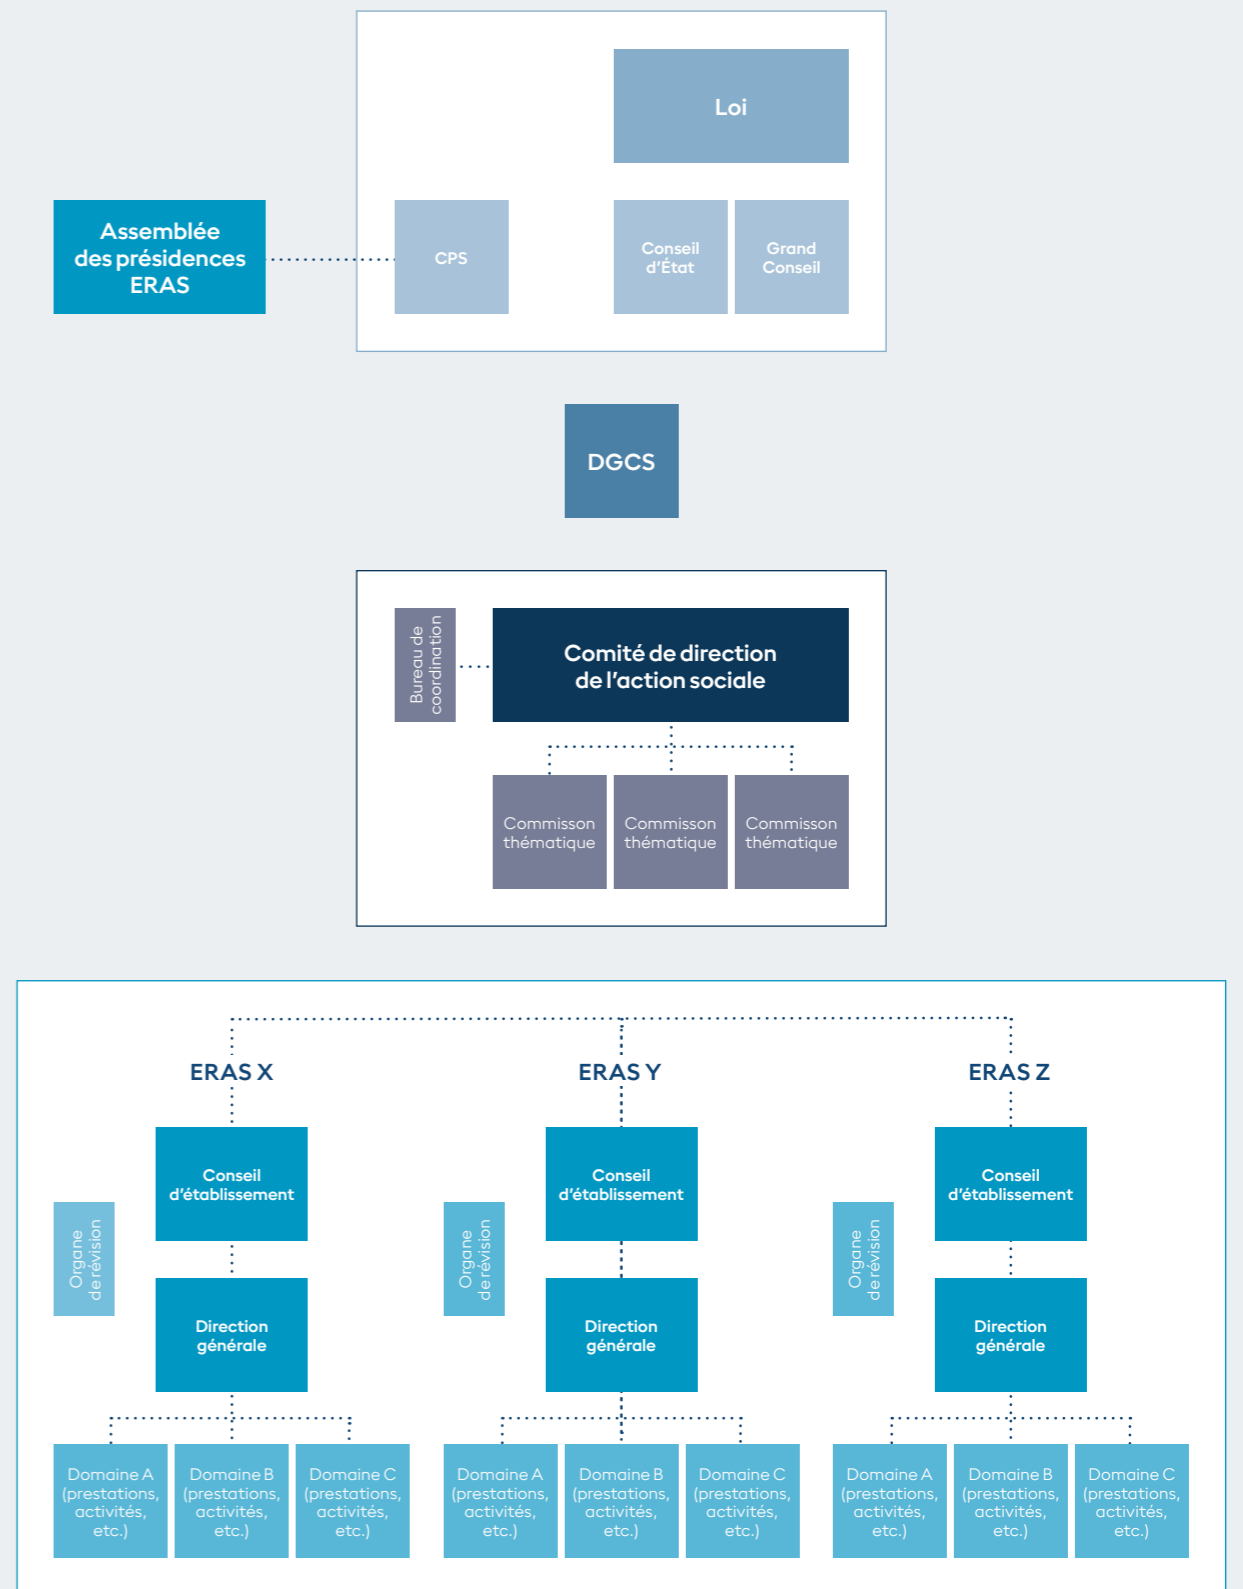 Loi
Assemblée
des présidences
ERAS
CPS
Conseil
d'État
Grand
Conseil
DGCS
Bureau de
coordination
Comité de direction
de l'action sociale
Commisson
thématique
Commisson
thématique
Commisson
thématique
ERAS X
ERAS Y
ERAS Z
Conseil
d'établissement
Organe
de révision
Direction
générale
Domaine A
(prestations,
activités,
etc.)
Domaine B
(prestations,
activités,
etc.)
Domaine C
(prestations,
activités,
etc.)
Conseil
d'établissement
Organe
de révision
Direction
générale
Domaine A
(prestations,
activités,
etc.)
Domaine B
(prestations,
activités,
etc.)
Domaine C
(prestations,
activités,
etc.)
Conseil
d'établissement
Organe
de révision
Direction
générale
Domaine A
(prestations,
activités,
etc.)
Domaine B
(prestations,
activités,
etc.)
Domaine C
(prestations,
activités,
etc.)